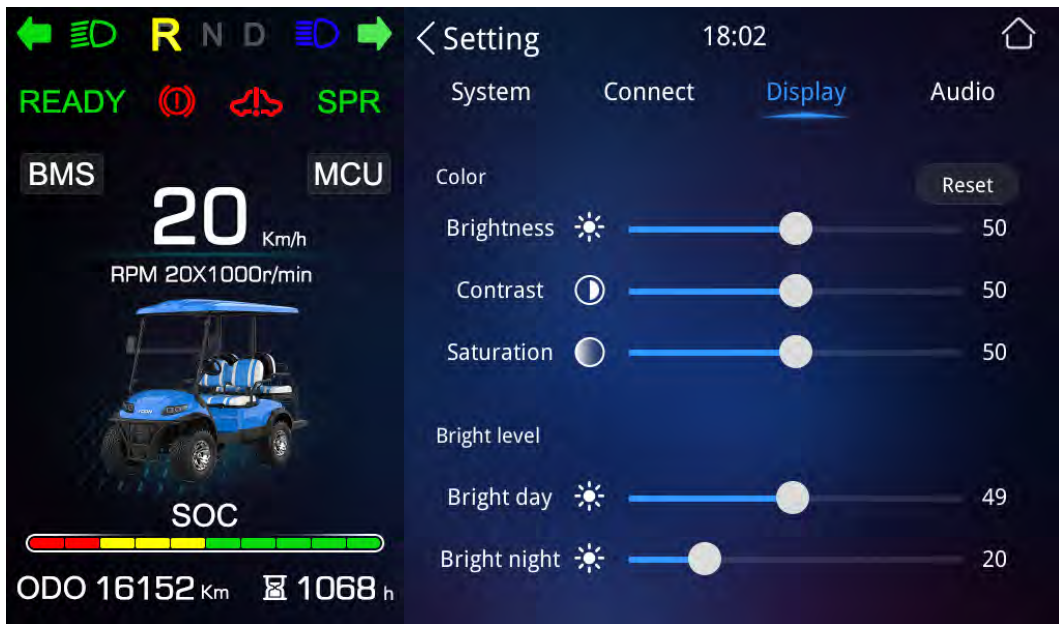 R N D
READY SPR
BMS MCU
20 Km/h
RPM 20X1000r/min
SOC
ODO 16152 Km 1068 h
Setting 18:02
System Connect Display Audio
Color Reset
Brightness 50
Contrast 50
Saturation 50
Bright level
Bright day 49
Bright night 20